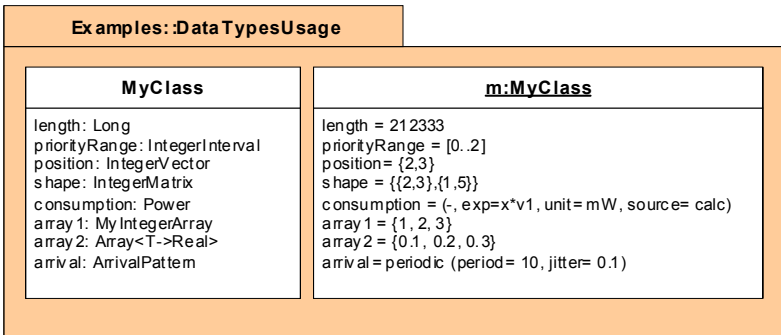 Examples::DataTypesUsage
MyClass
length: Long
priorityRange: IntegerInterval
position: IntegerVector
shape: IntegerMatrix
consumption: Power
array1: MyIntegerArray
array2: Array<T->Real>
arrival: ArrivalPattern
m:MyClass
length = 212333
priorityRange = [0..2]
position= {2,3}
shape = {{2,3},{1,5}}
consumption = (-, exp=x*v1, unit= mW, source= calc)
array1 = {1, 2, 3}
array2 = {0.1, 0.2, 0.3}
arrival= periodic (period= 10, jitter= 0.1)